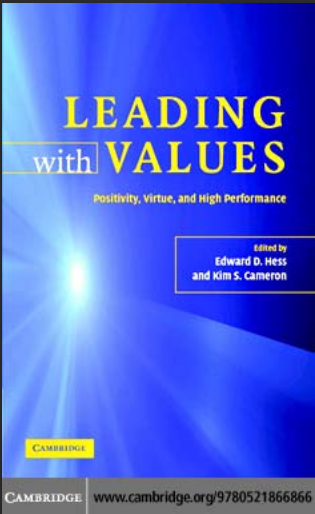 LEADING
with VALUES
Positivity, Virtue, and High Performance
Edited by
Edward D. Hess
and Kim S. Cameron
CAMBRIDGE
CAMBRIDGE www.cambridge.org/9780521866866